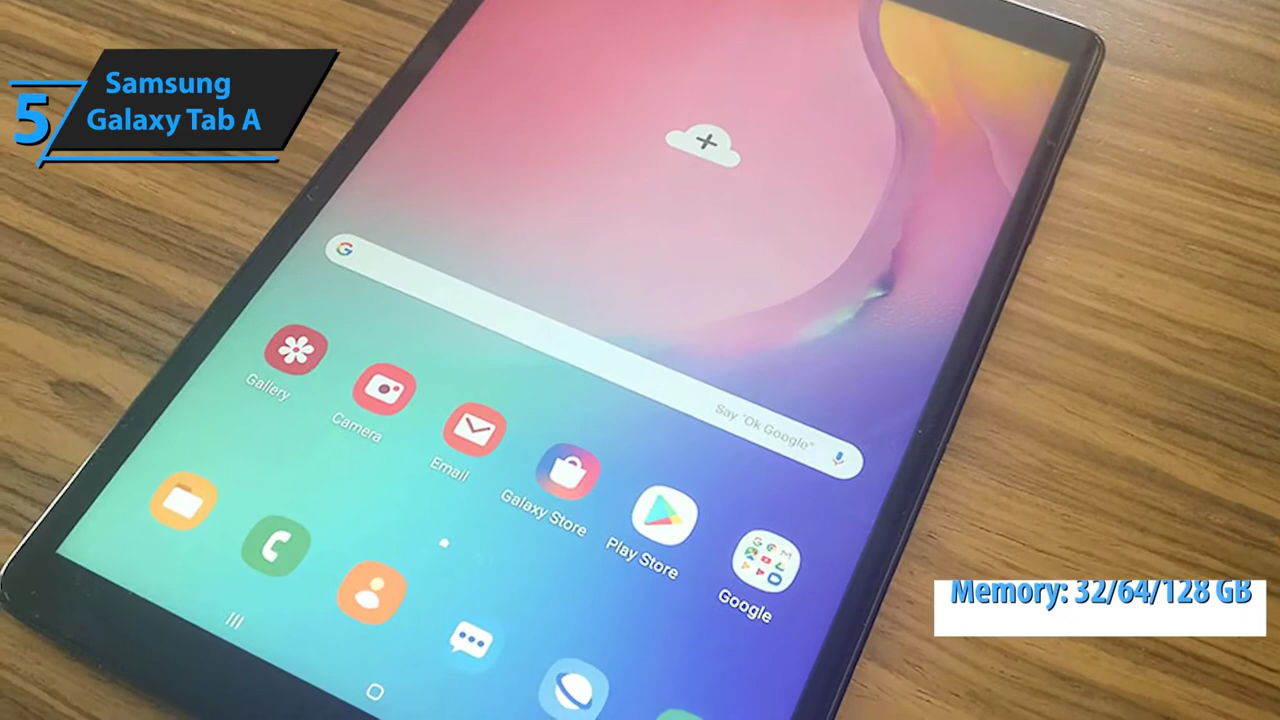 5
Samsung
Galaxy Tab A
Say "Ok Google"
Gallery
Camera
Email
Galaxy Store
Play Store
Google
Memory: 32/64/128 GB